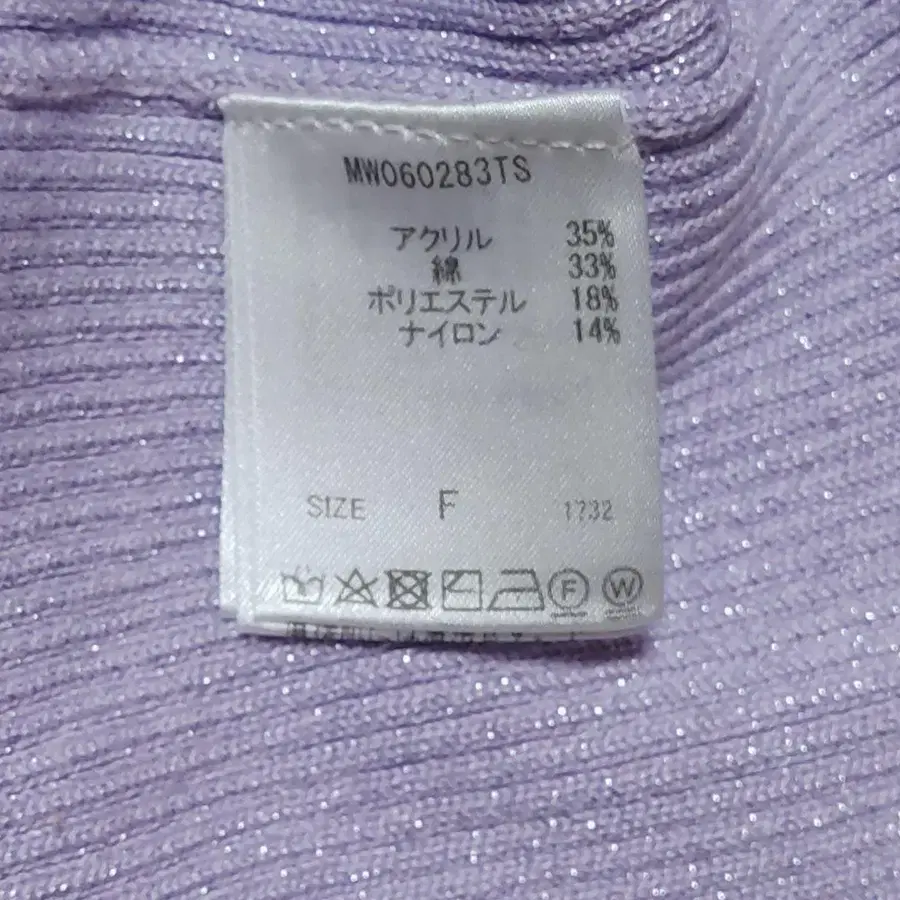 MW060283TS
アクリル 35%
綿 33%
ポリエステル 18%
ナイロン 14%
SIZE F 1732
F W